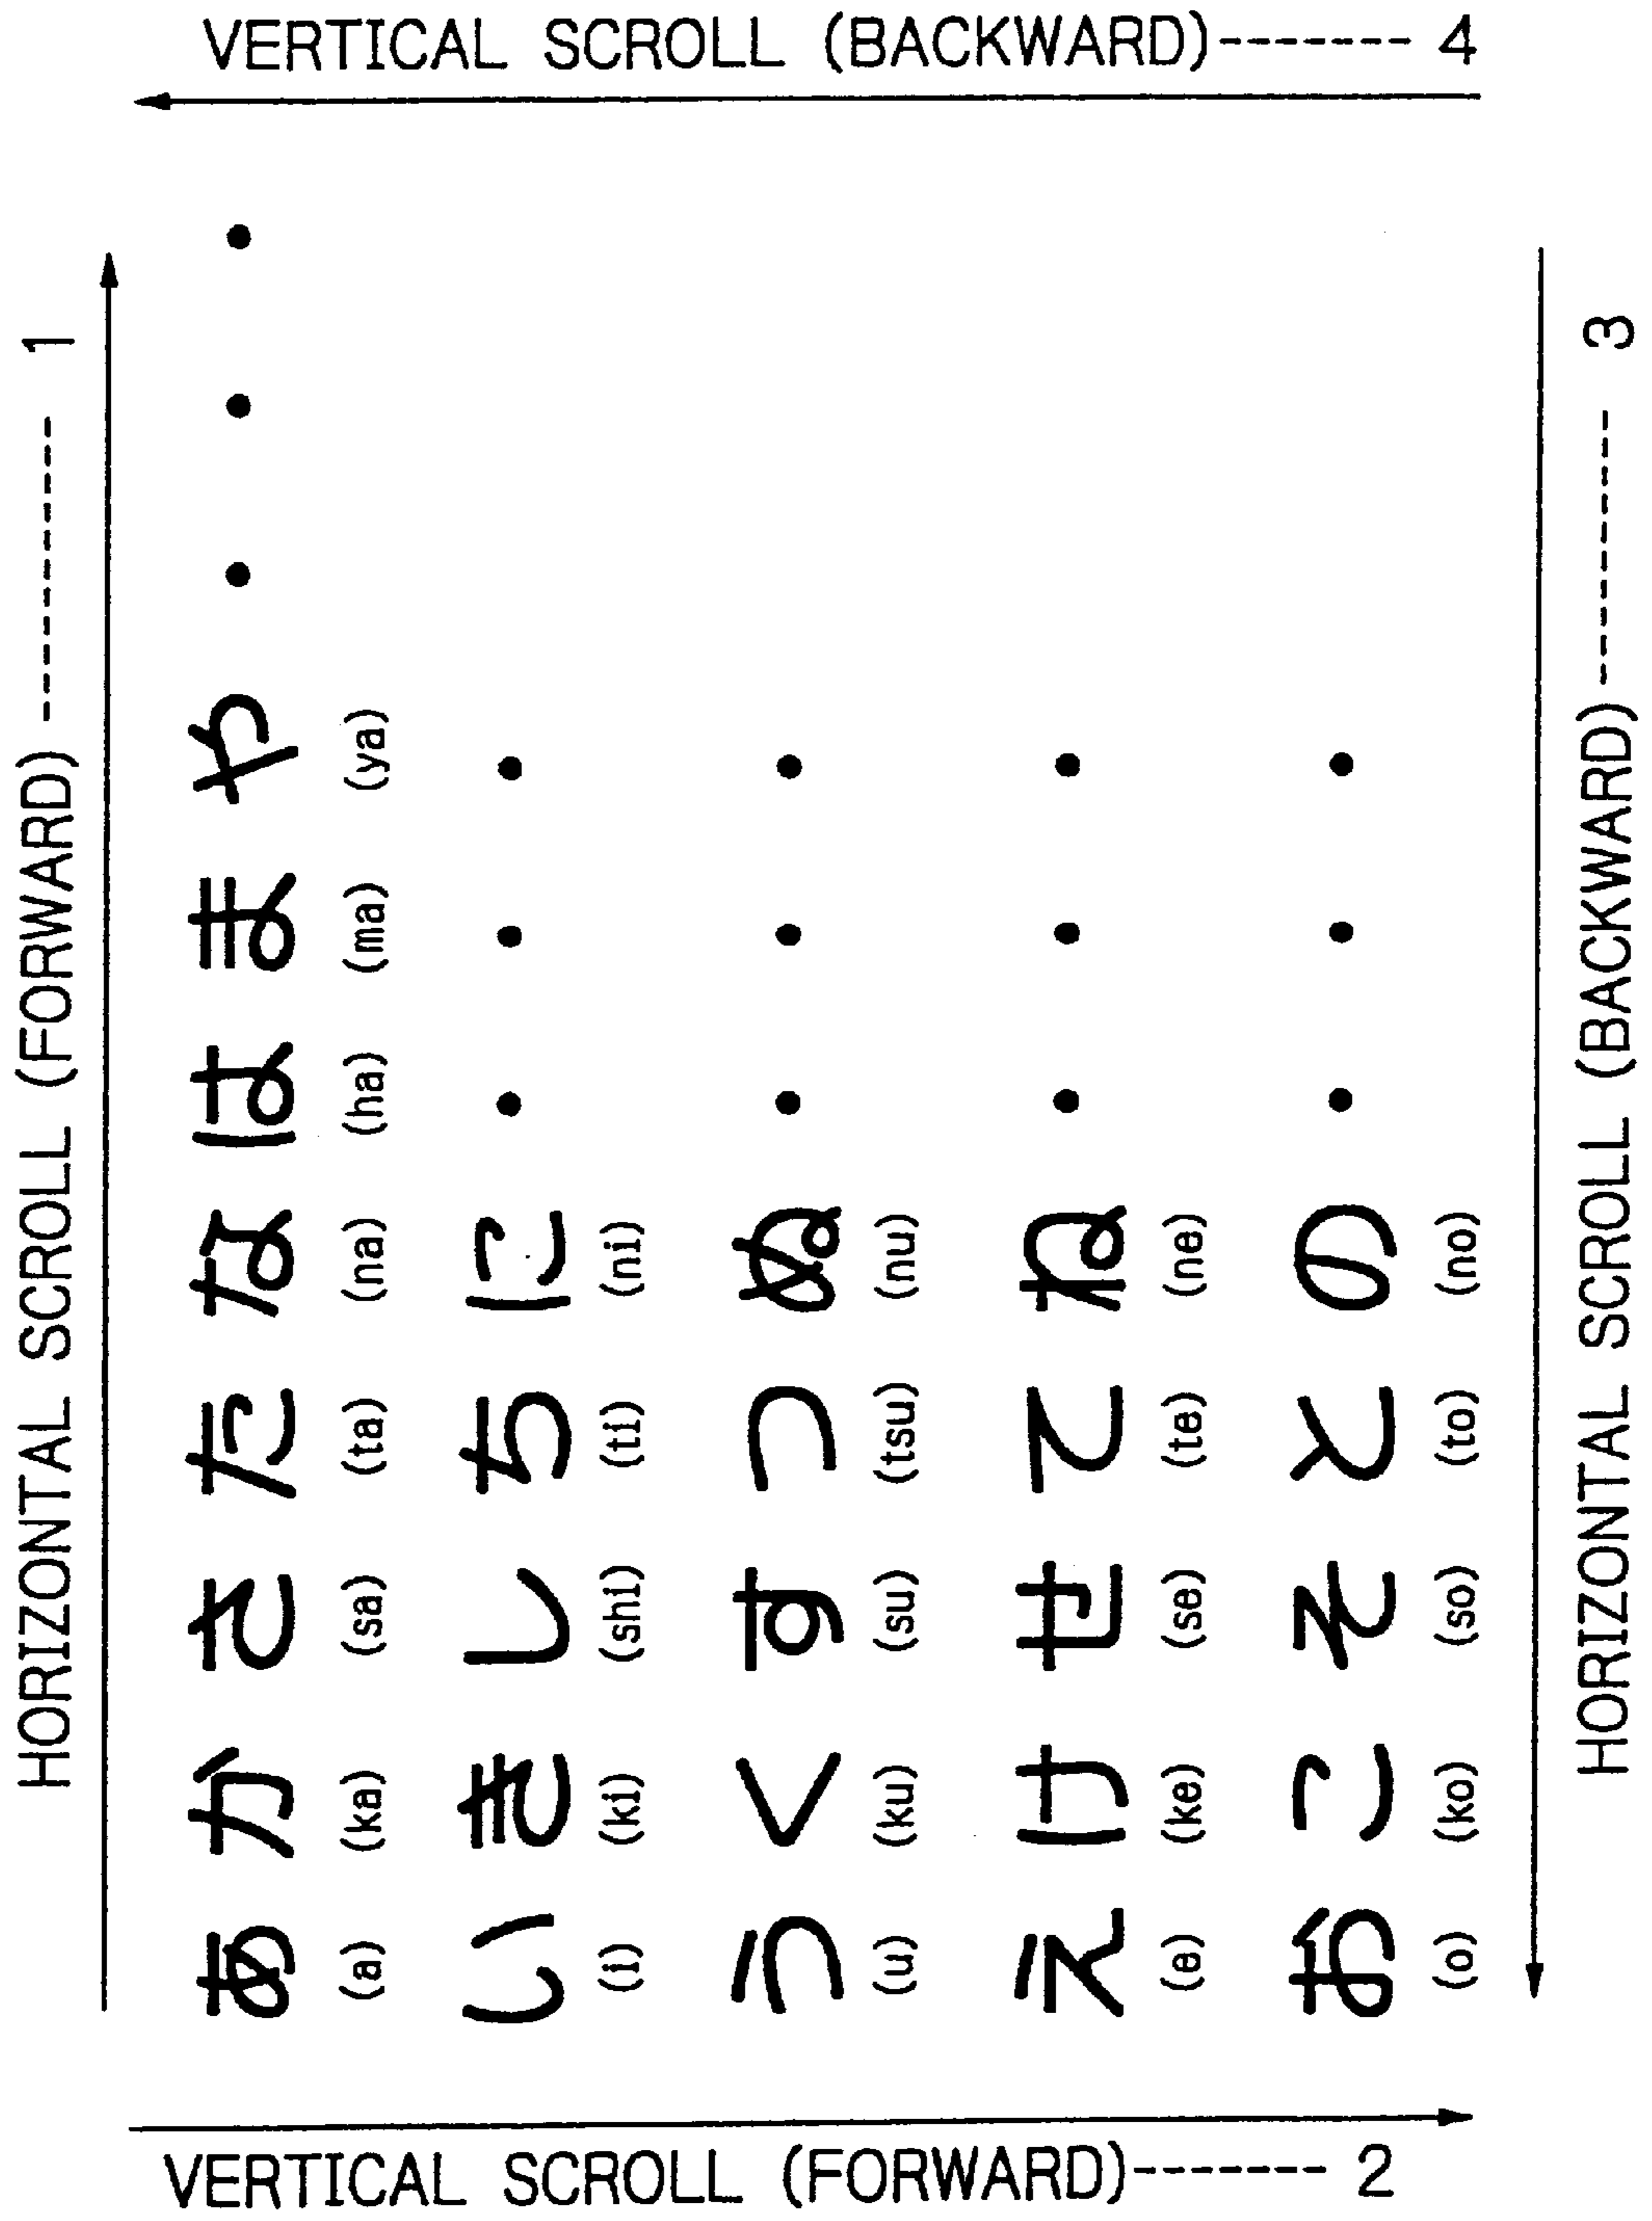 HORIZONTAL SCROLL (FORWARD) ----------- 1
VERTICAL SCROLL (FORWARD)------- 2
あ か さ た な は ま や • • •
(a) (ka) (sa) (ta) (na) (ha) (ma) (ya)
い き し ち に • • •
(i) (ki) (shi) (ti) (ni)
う く す つ ぬ • • •
(u) (ku) (su) (tsu) (nu)
え け せ て ね • • •
(e) (ke) (se) (te) (ne)
お こ そ と の • • •
(o) (ko) (so) (to) (no)
VERTICAL SCROLL (BACKWARD)------- 4
HORIZONTAL SCROLL (BACKWARD) ---------- 3